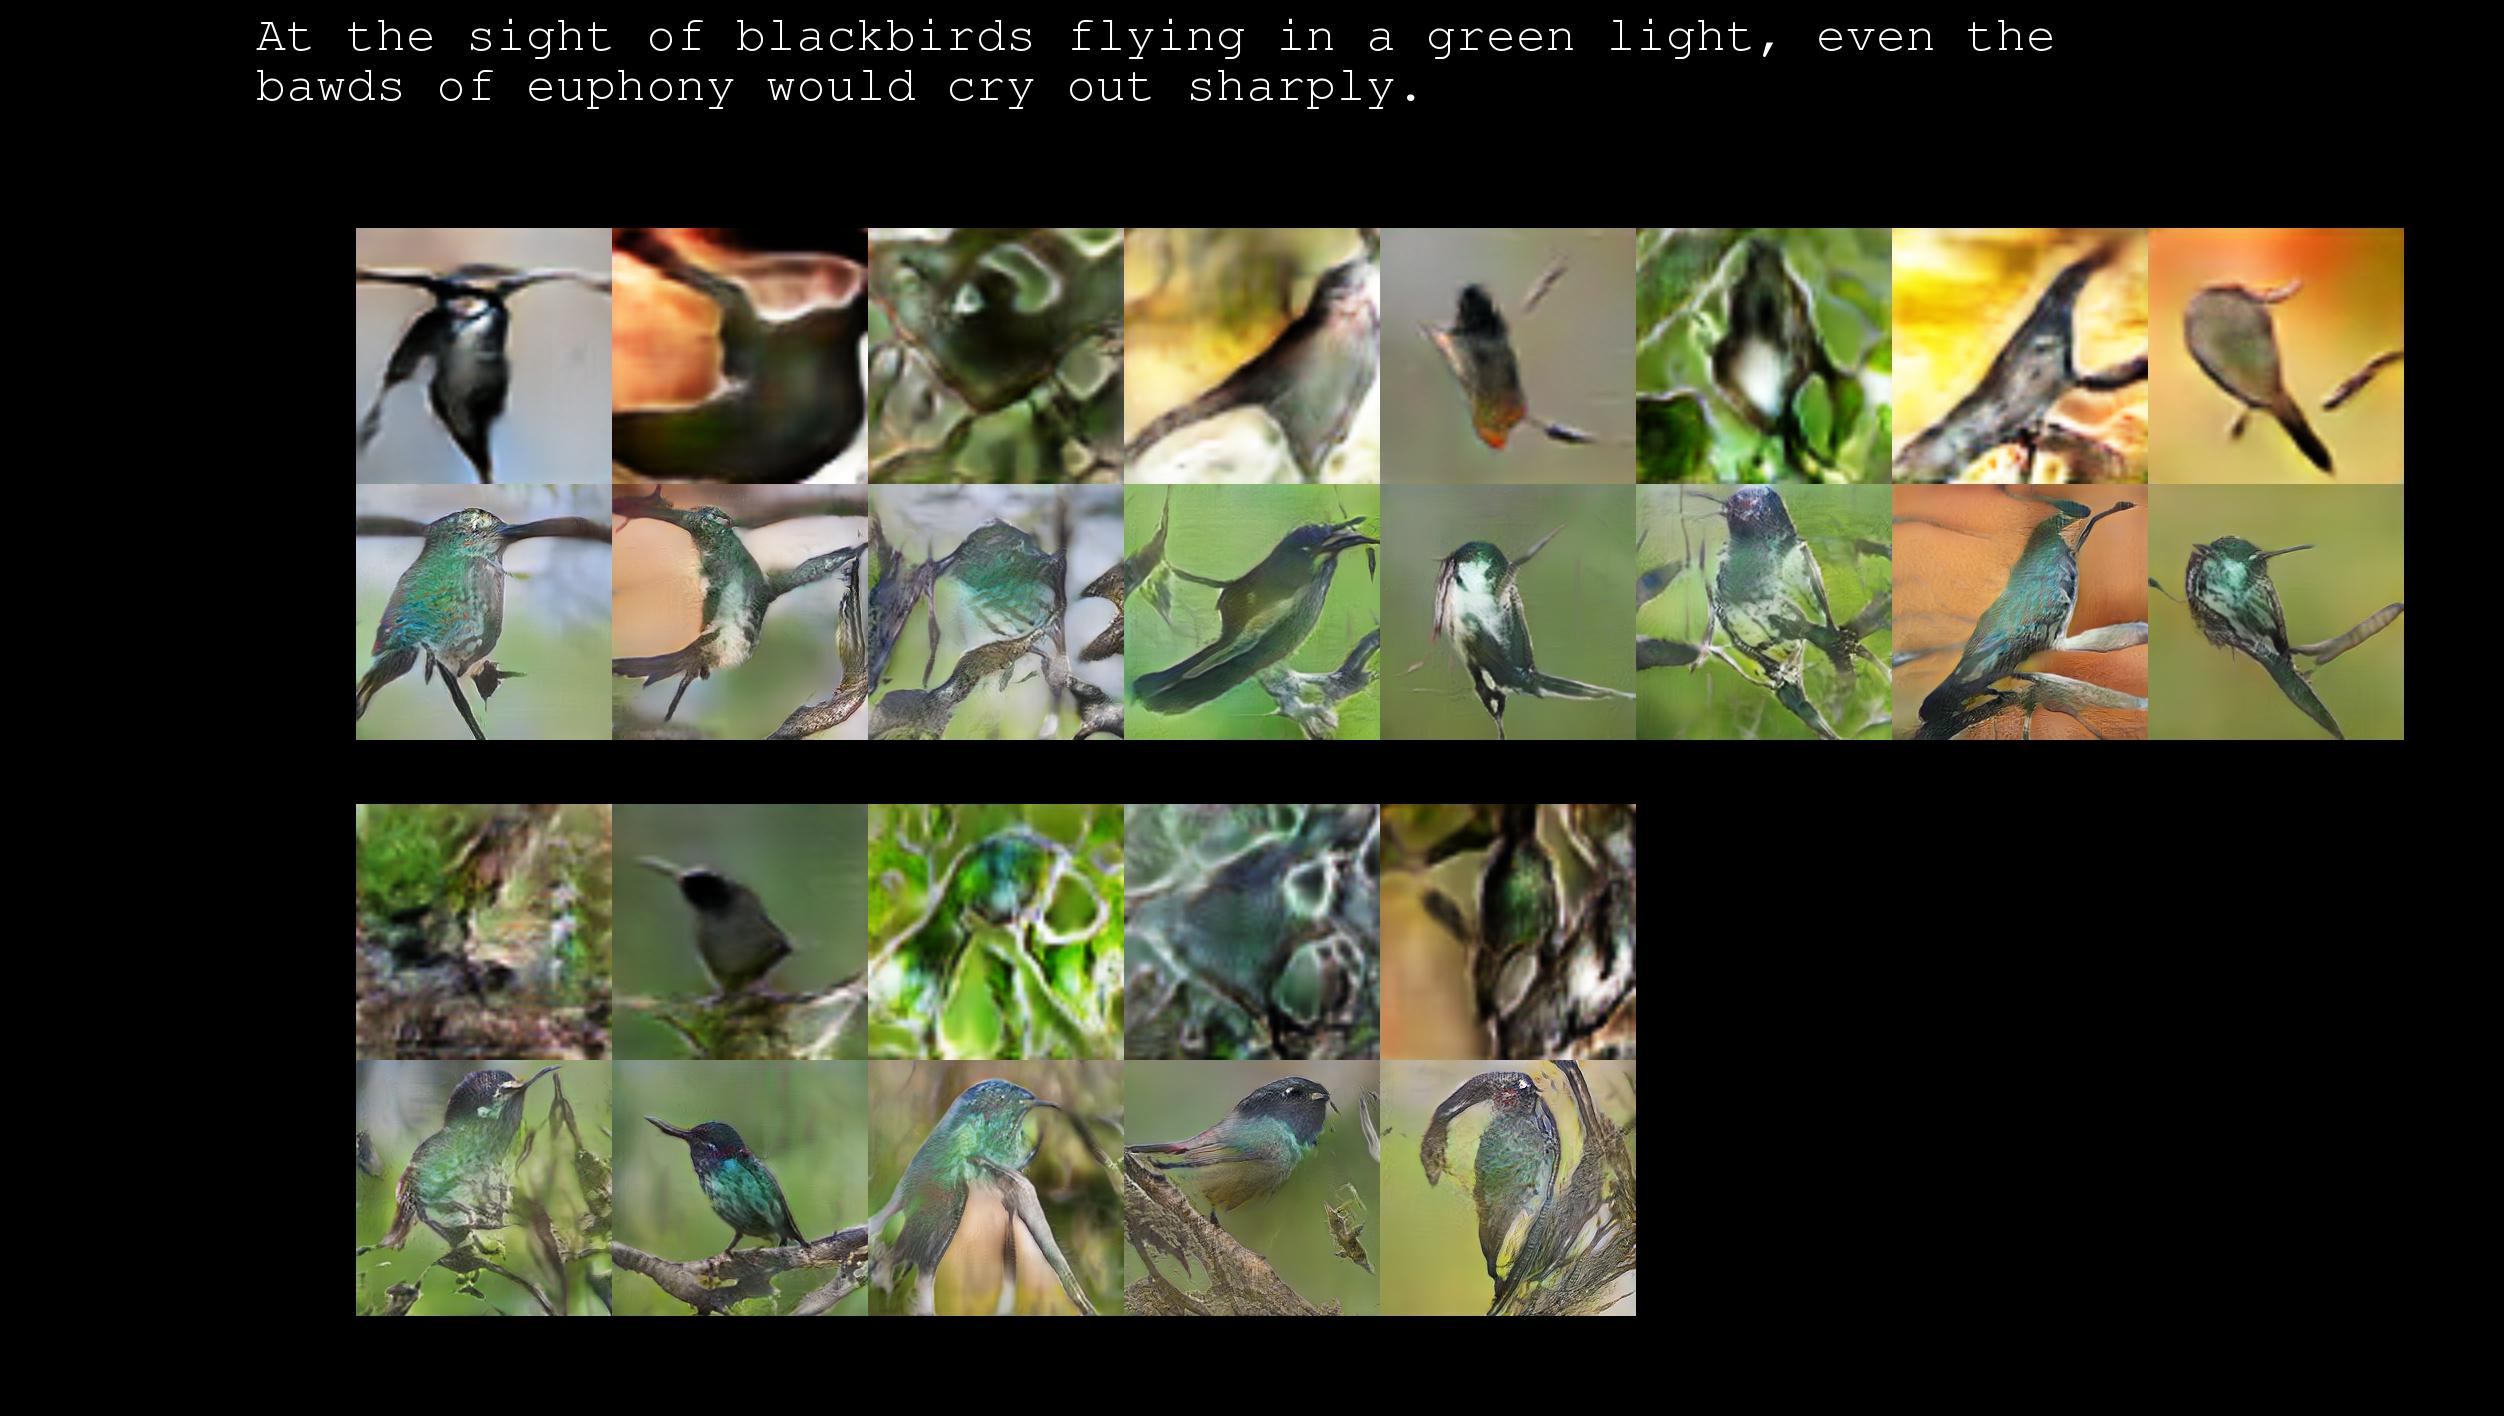 At the sight of blackbirds flying in a green light, even the
bawds of euphony would cry out sharply.